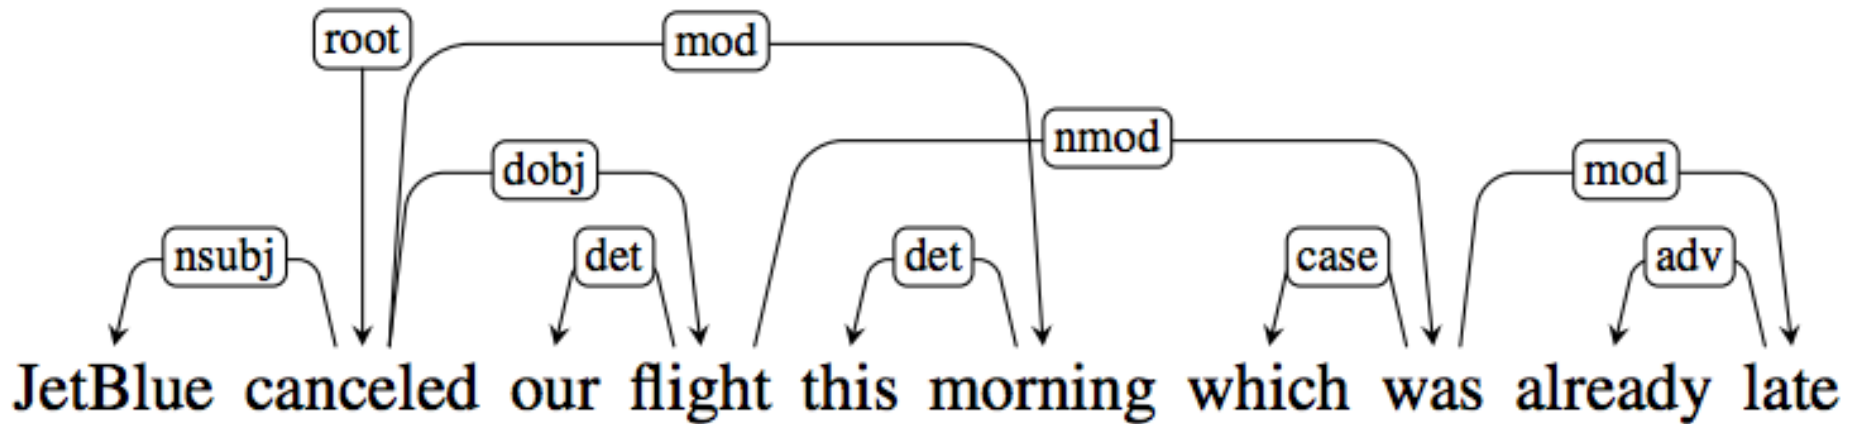 root mod
nmod
dobj mod
nsubj det det case adv
JetBlue canceled our flight this morning which was already late